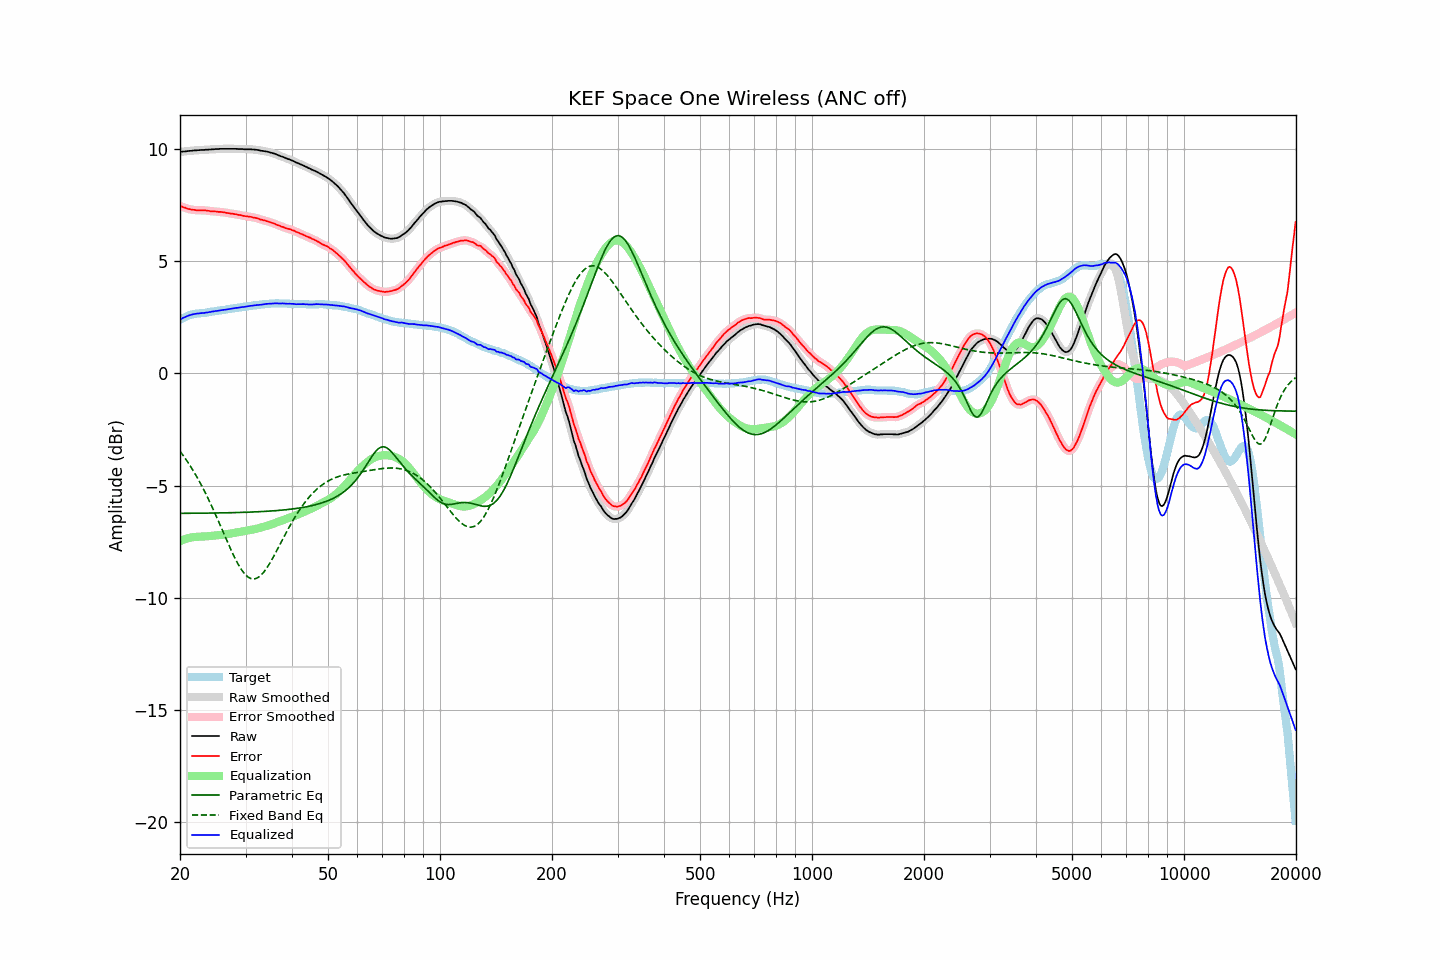 KEF Space One Wireless (ANC off)
Amplitude (dBr)
10
5
0
−5
−10
−15
−20
Target
Raw Smoothed
Error Smoothed
Raw
Error
Equalization
Parametric Eq
Fixed Band Eq
Equalized
20 50 100 200 500 1000 2000 5000 10000 20000
Frequency (Hz)